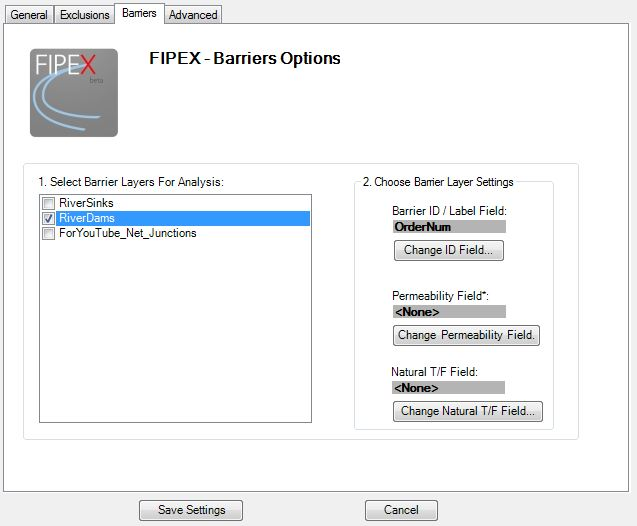 General Exclusions Barriers Advanced
FIPEX
beta
FIPEX - Barriers Options
1. Select Barrier Layers For Analysis:
RiverSinks
RiverDams
ForYouTube_Net_Junctions
2. Choose Barrier Layer Settings
Barrier ID / Label Field:
OrderNum
Change ID Field...
Permeability Field*:
<None>
Change Permeability Field.
Natural T/F Field:
<None>
Change Natural T/F Field...
Save Settings Cancel